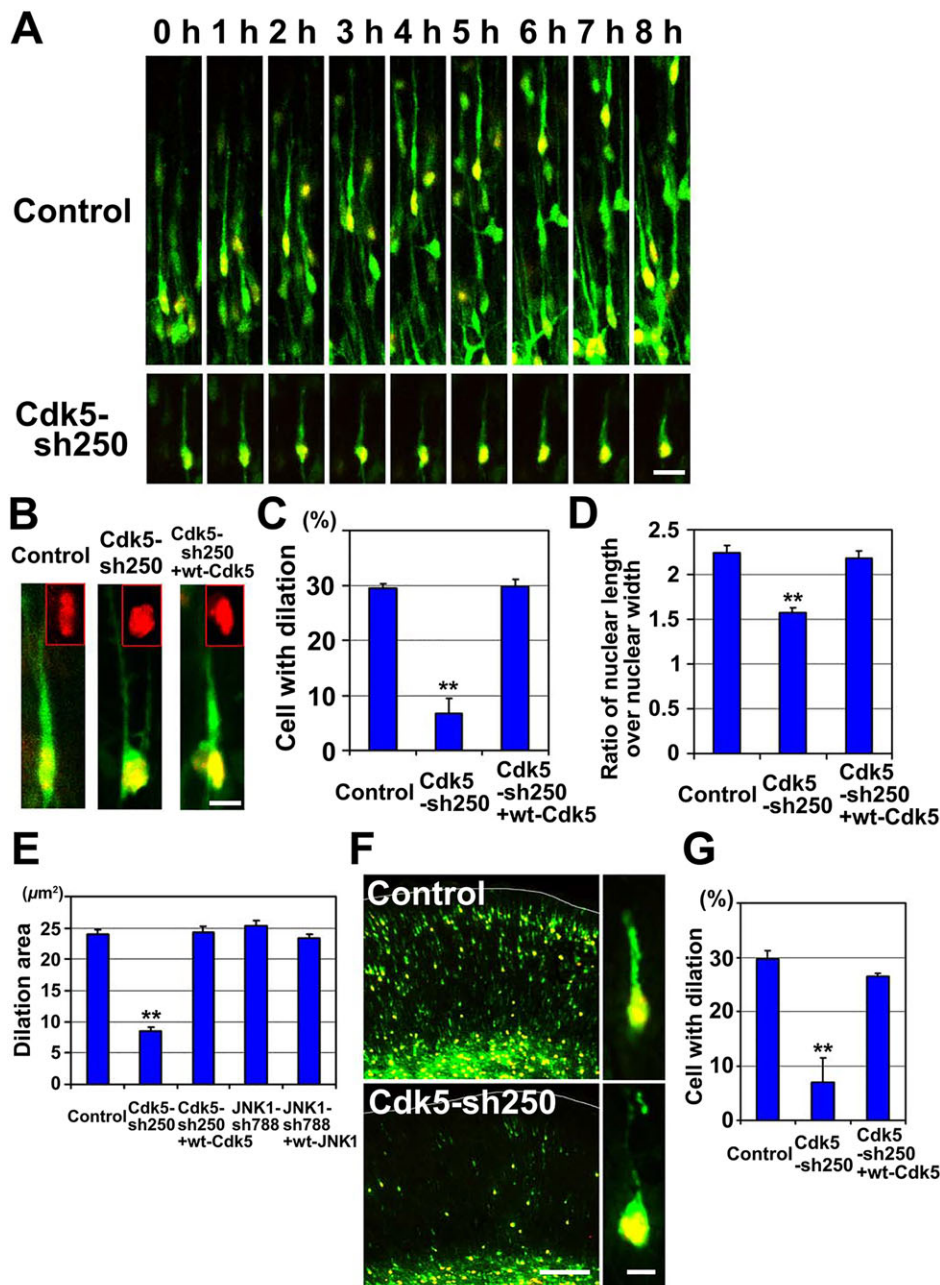 A
0 h 1 h 2 h 3 h 4 h 5 h 6 h 7 h 8 h
Control
Cdk5-
sh250
B
Control
Cdk5-
sh250
Cdk5-
sh250
+wt-Cdk5
C
(%)
Cell with dilation
40
30
20
10
0
Control
Cdk5
-sh250
Cdk5
-sh250
+wt-Cdk5
**
D
Ratio of nuclear length
over nuclear width
2.5
2
1.5
1
0.5
0
**
Control
Cdk5
-sh250
Cdk5
-sh250
+wt-Cdk5
E
(µm²)
Dilation area
30
25
20
15
10
5
0
**
Control
Cdk5-
sh250
Cdk5-
sh250
+wt-Cdk5
JNK1-
sh788
JNK1-
sh788
+wt-JNK1
F
Control
Cdk5-sh250
G
(%)
Cell with dilation
40
30
20
10
0
**
Control
Cdk5
-sh250
Cdk5
-sh250
+wt-Cdk5